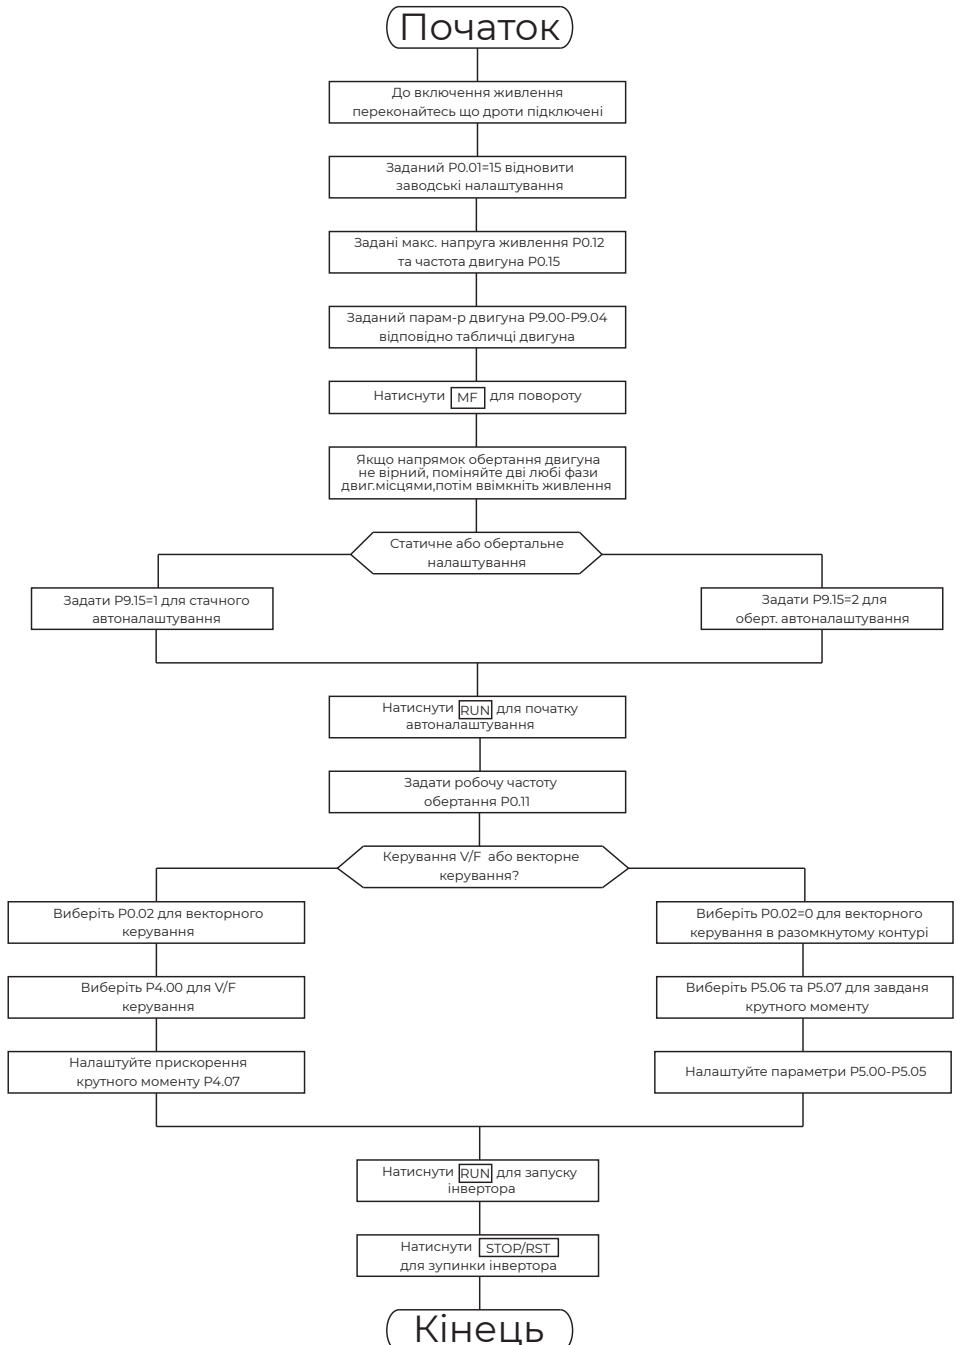 Початок
До включення живлення
переконайтесь що дроти підключені
Заданий P0.01=15 відновити
заводські налаштування
Задані макс. напруга живлення P0.12
та частота двигуна P0.15
Заданий парам-р двигуна P9.00-P9.04
відповідно табличці двигуна
Натиснути MF для повороту
Якщо напрямок обертання двигуна
не вірний, поміняйте дві любі фази
двиг.місцями,потім ввімкніть живлення
Статичне або обертальне
налаштування
Задати P9.15=1 для стачного
автоналаштування
Задати P9.15=2 для
оберт. автоналаштування
Натиснути RUN для початку
автоналаштування
Задати робочу частоту
обертання P0.11
Керування V/F або векторне
керування?
Виберіть P0.02 для векторного
керування
Виберіть P0.02=0 для векторного
керування в разомкнутому контурі
Виберіть P4.00 для V/F
керування
Виберіть P5.06 та P5.07 для завданя
крутного моменту
Налаштуйте прискорення
крутного моменту P4.07
Налаштуйте параметри P5.00-P5.05
Натиснути RUN для запуску
інвертора
Натиснути STOP/RST
для зупинки інвертора
Кінець